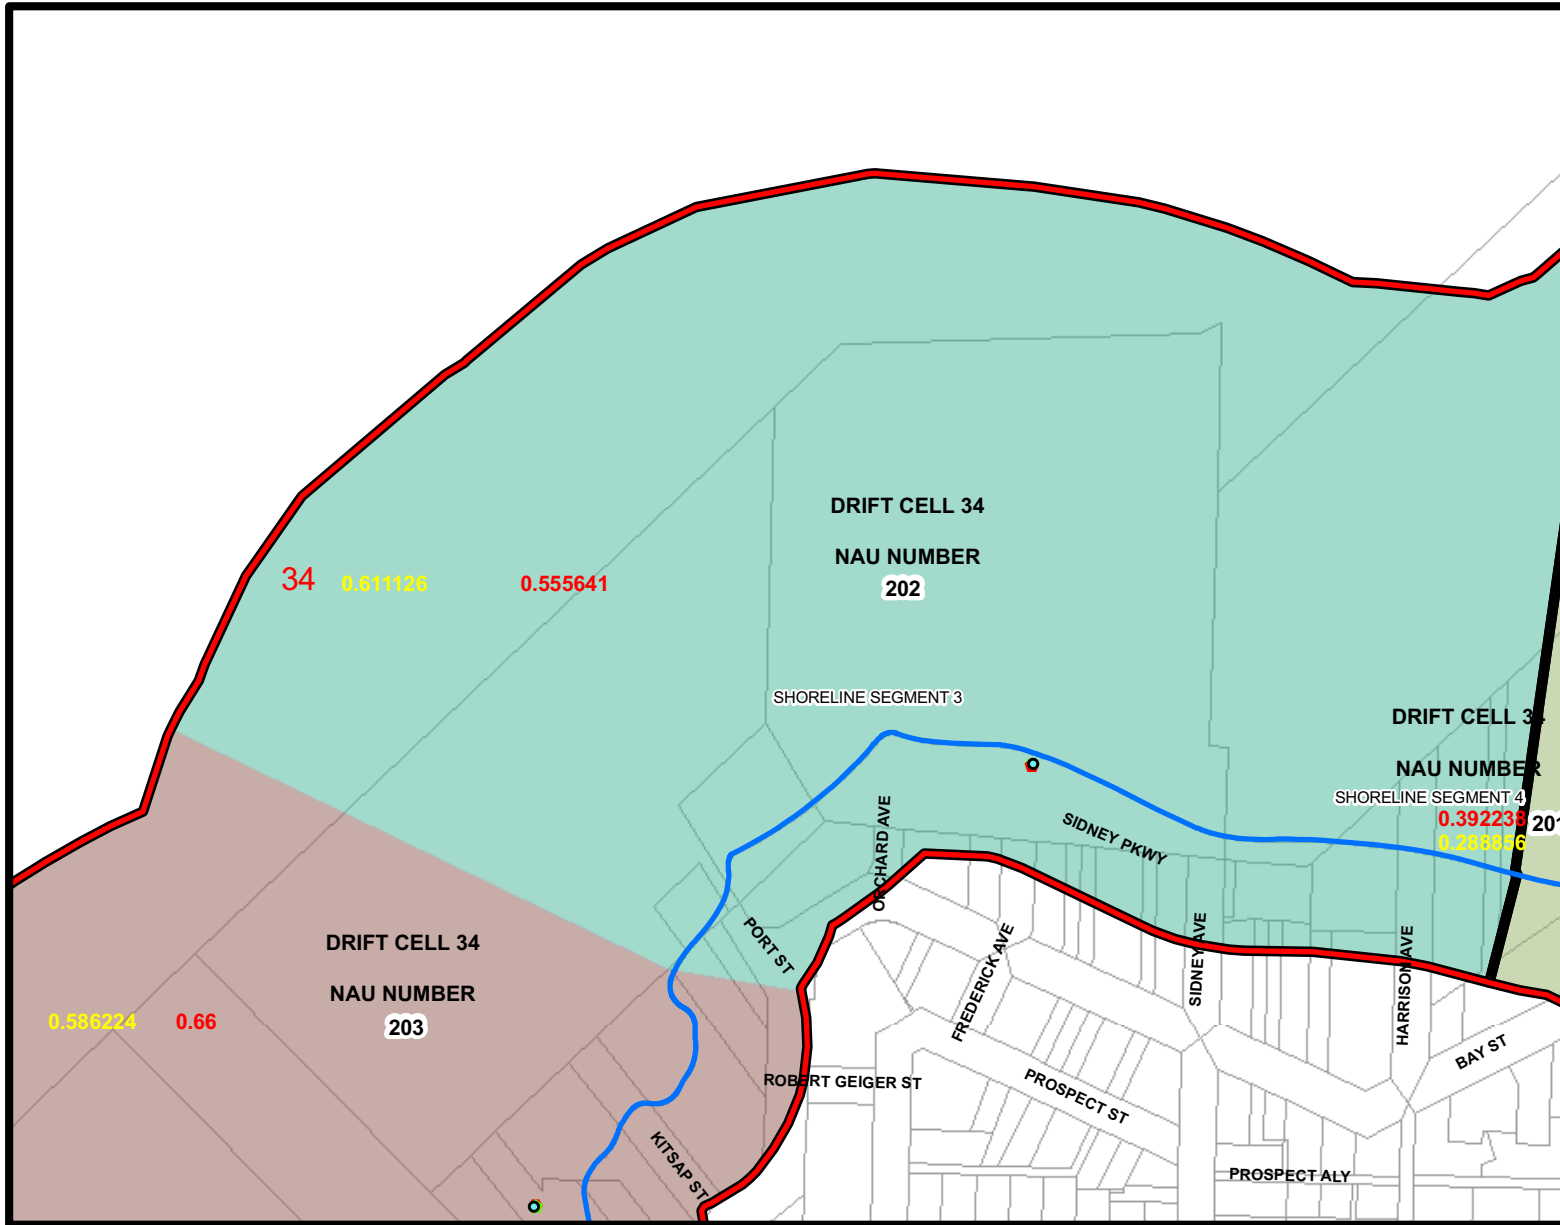 DRIFT CELL 34
NAU NUMBER
202
34
0.611126
0.555641
SHORELINE SEGMENT 3
DRIFT CELL 34
NAU NUMBER
SHORELINE SEGMENT 4
0.392238
201
0.288856
ORCHARD AVE
SIDNEY PKWY
PORT ST
FREDERICK AVE
SIDNEY AVE
HARRISON AVE
DRIFT CELL 34
NAU NUMBER
203
0.586224
0.66
BAY ST
ROBERT GEIGER ST
PROSPECT ST
KITSAP ST
PROSPECT ALY